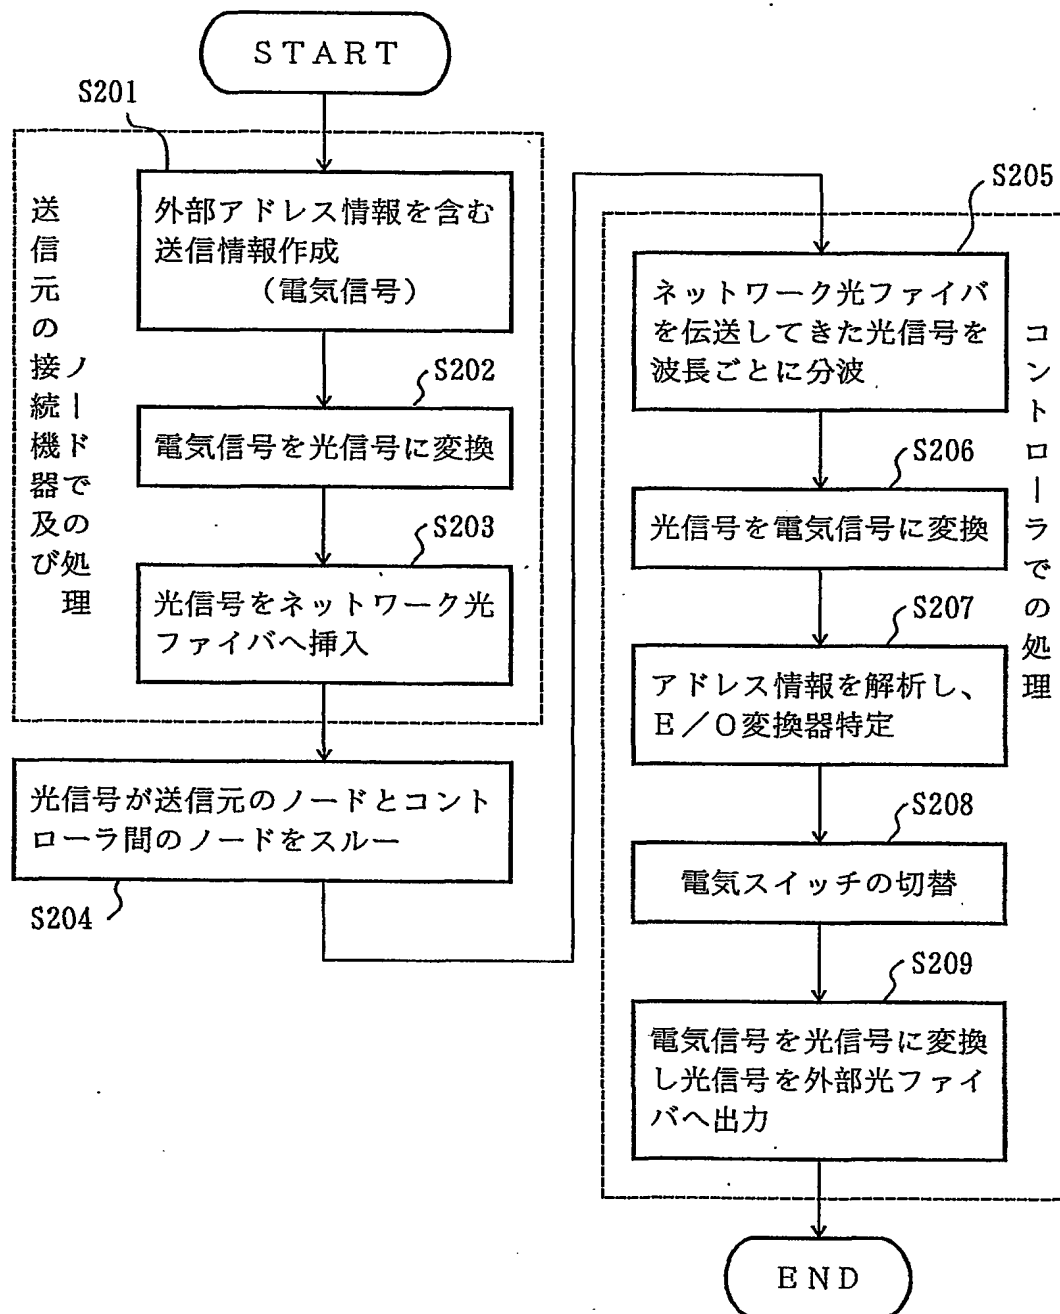 START
S201
送信元の接続機器及び
ノードでの処理
外部アドレス情報を含む
送信情報作成
(電気信号)
S202
電気信号を光信号に変換
S203
光信号をネットワーク光
ファイバへ挿入
光信号が送信元のノードとコント
ローラ間のノードをスルー
S204
S205
コントローラでの処理
ネットワーク光ファイバ
を伝送してきた光信号を
波長ごとに分波
S206
光信号を電気信号に変換
S207
アドレス情報を解析し、
E/O変換器特定
S208
電気スイッチの切替
S209
電気信号を光信号に変換
し光信号を外部光ファイ
バへ出力
END